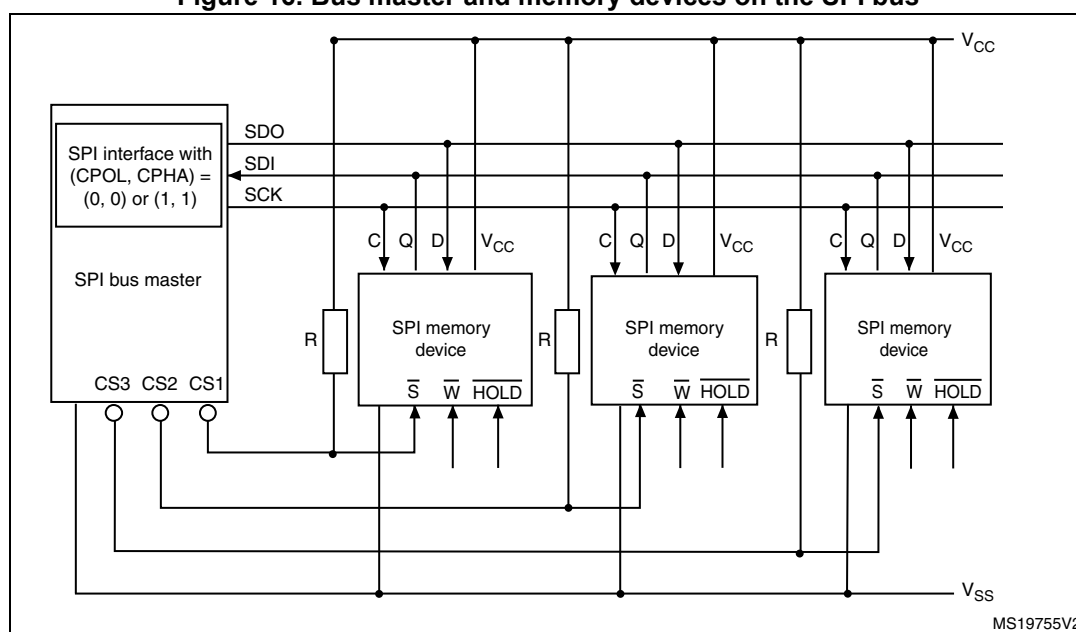 Figure 16. Bus master and memory devices on the SPI bus
VCC
SDO
SPI interface with
(CPOL, CPHA) =
(0, 0) or (1, 1)
SDI
SCK
C Q D VCC
C Q D VCC
C Q D VCC
SPI bus master
R
SPI memory
device
R
SPI memory
device
R
SPI memory
device
CS3 CS2 CS1
S W HOLD
S W HOLD
S W HOLD
VSS
MS19755V2